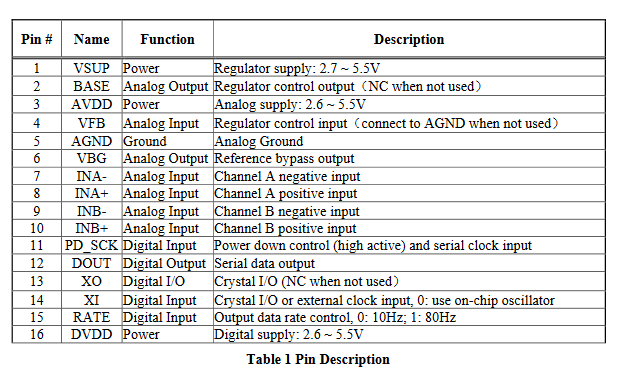 Pin # Name Function Description
1 VSUP Power Regulator supply: 2.7 ~ 5.5V
2 BASE Analog Output Regulator control output（NC when not used）
3 AVDD Power Analog supply: 2.6 ~ 5.5V
4 VFB Analog Input Regulator control input（connect to AGND when not used）
5 AGND Ground Analog Ground
6 VBG Analog Output Reference bypass output
7 INA- Analog Input Channel A negative input
8 INA+ Analog Input Channel A positive input
9 INB- Analog Input Channel B negative input
10 INB+ Analog Input Channel B positive input
11 PD_SCK Digital Input Power down control (high active) and serial clock input
12 DOUT Digital Output Serial data output
13 XO Digital I/O Crystal I/O (NC when not used）
14 XI Digital Input Crystal I/O or external clock input, 0: use on-chip oscillator
15 RATE Digital Input Output data rate control, 0: 10Hz; 1: 80Hz
16 DVDD Power Digital supply: 2.6 ~ 5.5V
Table 1 Pin Description